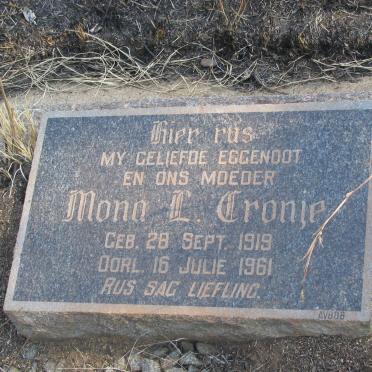 Hier rus
MY GELIEFDE EGGENOOT
EN ONS MOEDER
Mona L. Cronje
GEB. 28 SEPT. 1919
OORL. 16 JULIE 1961
RUS SAG LIEFLING.
AVBOB